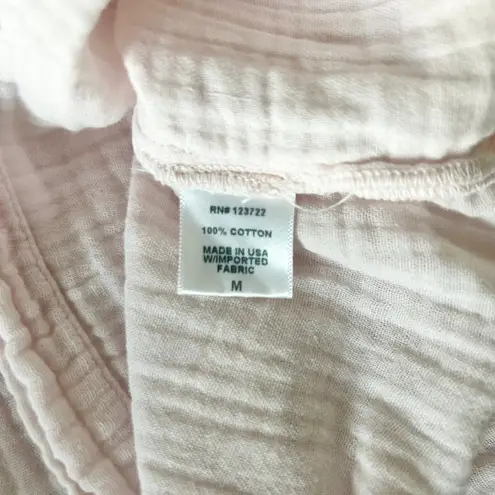 RN# 123722
100% COTTON
MADE IN USA
W/IMPORTED
FABRIC
M